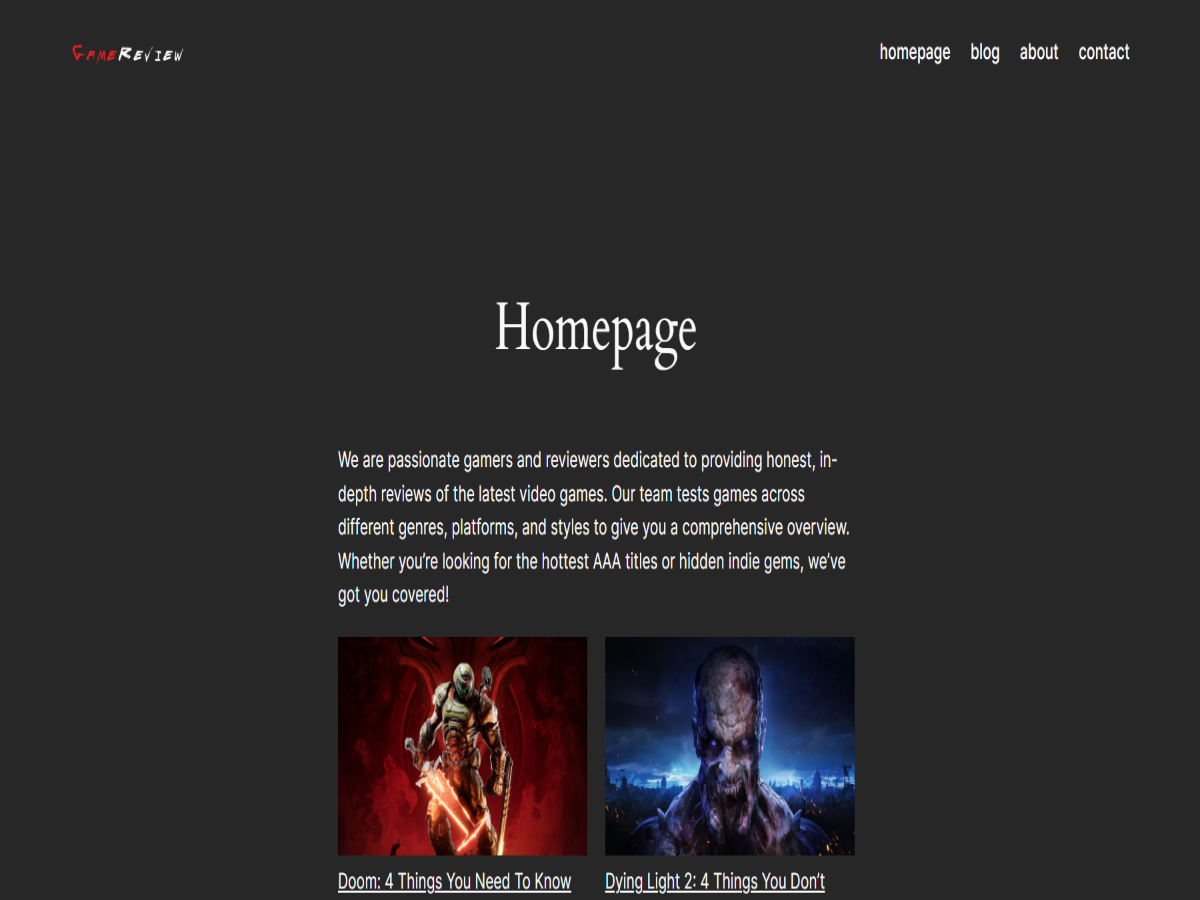 GameReview
homepage blog about contact
Homepage
We are passionate gamers and reviewers dedicated to providing honest, in-
depth reviews of the latest video games. Our team tests games across
different genres, platforms, and styles to give you a comprehensive overview.
Whether you’re looking for the hottest AAA titles or hidden indie gems, we’ve
got you covered!
Doom: 4 Things You Need To Know
Dying Light 2: 4 Things You Don’t